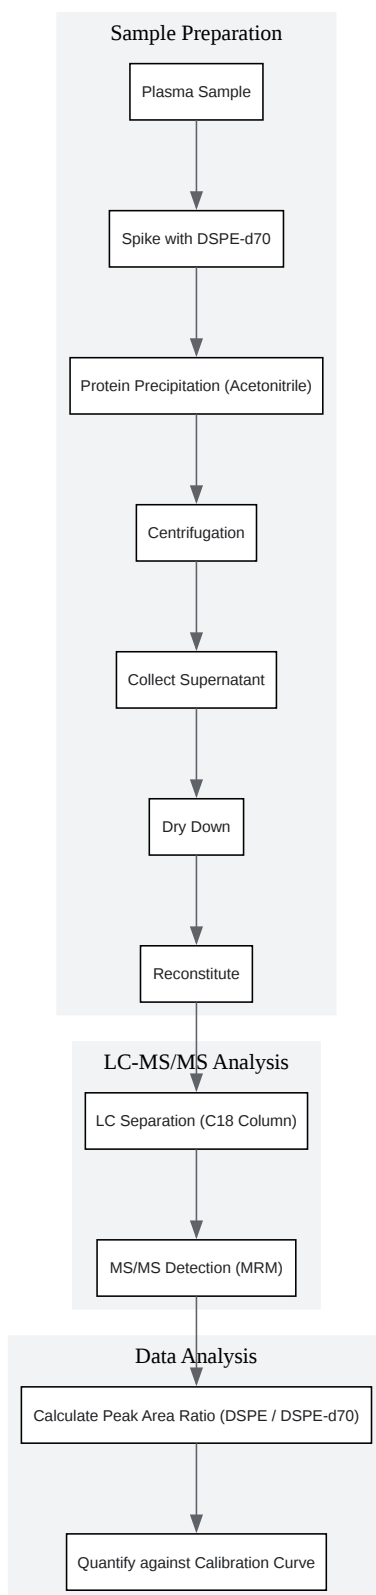 Sample Preparation
Plasma Sample
Spike with DSPE-d70
Protein Precipitation (Acetonitrile)
Centrifugation
Collect Supernatant
Dry Down
Reconstitute
LC-MS/MS Analysis
LC Separation (C18 Column)
MS/MS Detection (MRM)
Data Analysis
Calculate Peak Area Ratio (DSPE / DSPE-d70)
Quantify against Calibration Curve